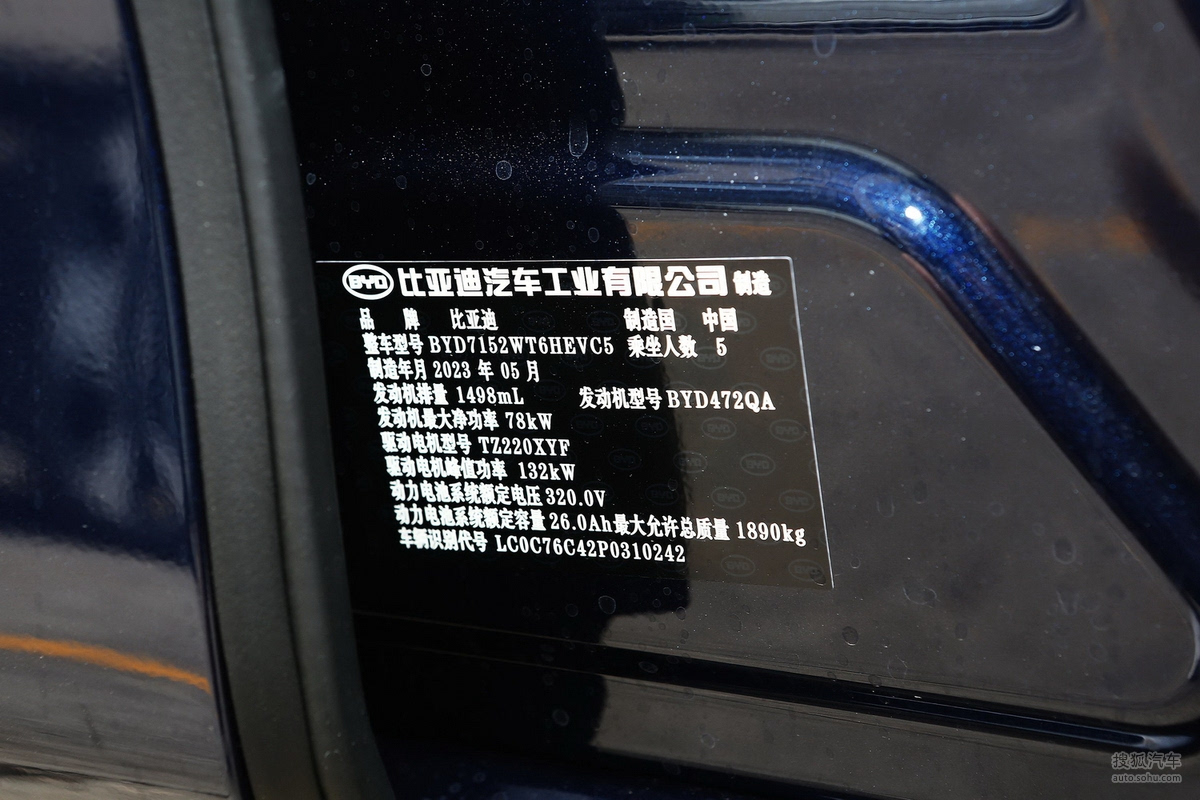 BYD 比亚迪汽车工业有限公司 制造
品 牌 比亚迪 制造国 中国
整车型号 BYD7152WT6HEVC5 乘坐人数 5
制造年月 2023 年 05 月
发动机排量 1498mL 发动机型号 BYD472QA
发动机最大净功率 78kW
驱动电机型号 TZ220XYF
驱动电机峰值功率 132kW
动力电池系统额定电压 320.0V
动力电池系统额定容量 26.0Ah 最大允许总质量 1890kg
车辆识别代号 LC0C76C42P0310242
搜狐汽车
auto.sohu.com